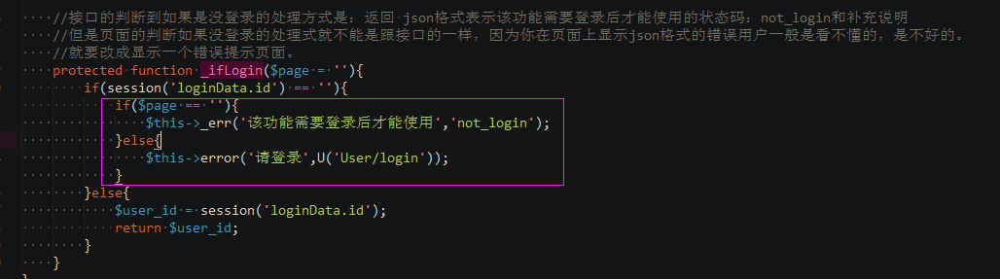 //接口的判断到如果是没登录的处理方式是：返回 json格式表示该功能需要登录后才能使用的状态码：not_login和补充说明
//但是页面的判断如果没登录的处理式就不能是跟接口的一样，因为你在页面上显示json格式的错误用户一般是看不懂的，是不好的。
//就要改成显示一个错误提示页面。
protected function _ifLogin($page = ''){
if(session('loginData.id') == ''){
if($page == ''){
$this->_err('该功能需要登录后才能使用','not_login');
}else{
$this->error('请登录',U('User/login'));
}
}else{
$user_id = session('loginData.id');
return $user_id;
}
}
}